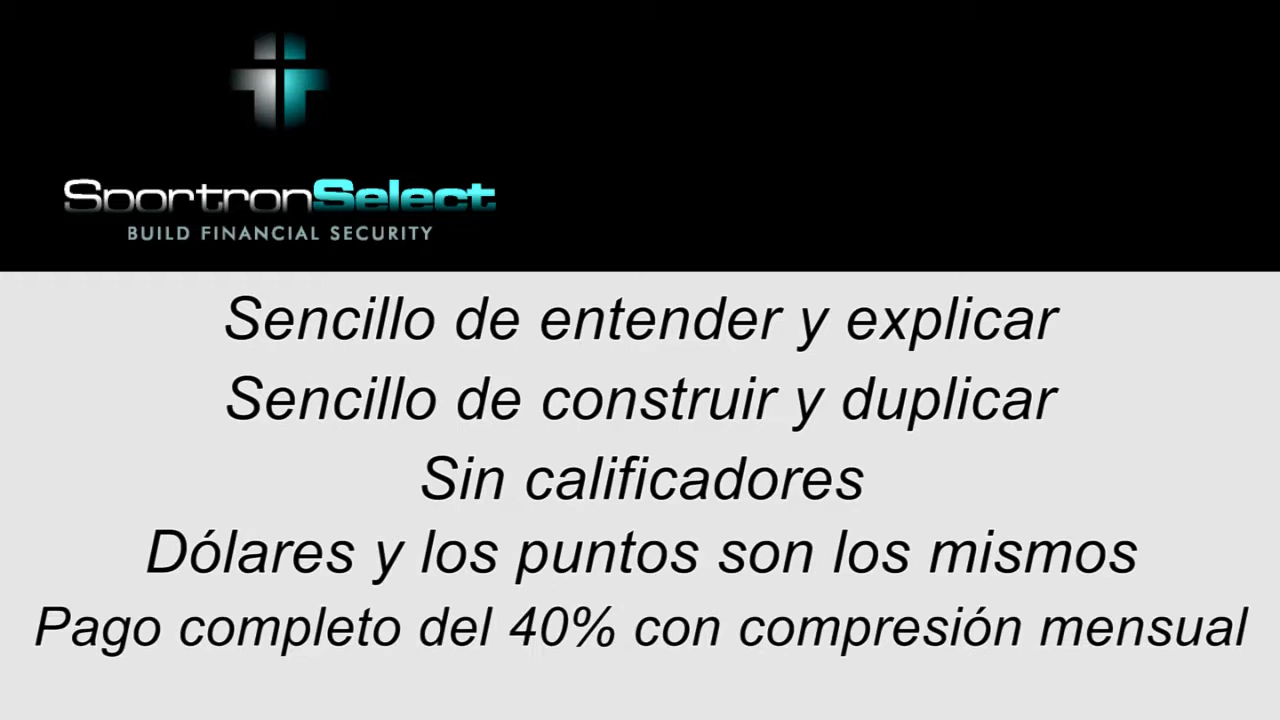 SportronSelect
BUILD FINANCIAL SECURITY
Sencillo de entender y explicar
Sencillo de construir y duplicar
Sin calificadores
Dólares y los puntos son los mismos
Pago completo del 40% con compresión mensual